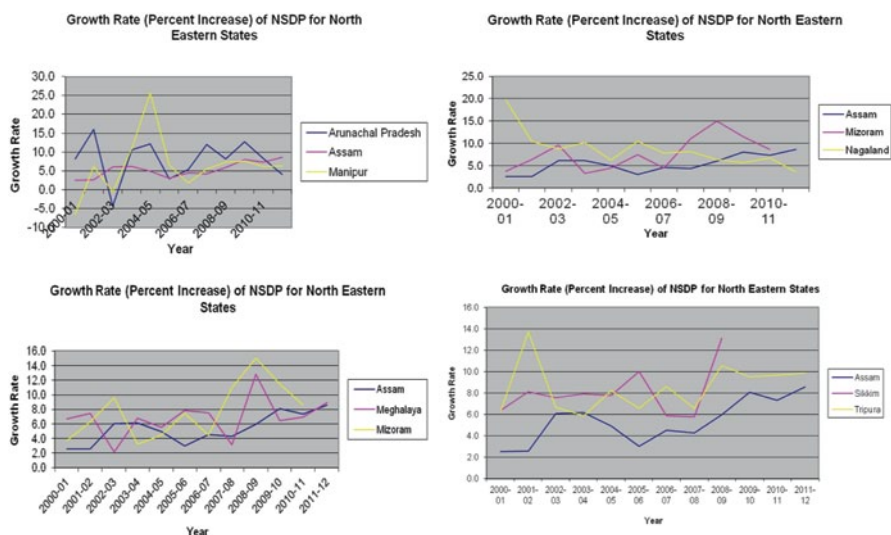 Growth Rate (Percent Increase) of NSDP for North
Eastern States
30.0
25.0
20.0
15.0
10.0
5.0
0.0
-5.0
-10.0
Growth Rate
2000-01
2002-03
2004-05
2006-07
2008-09
2010-11
Year
Arunachal Pradesh
Assam
Manipur
Growth Rate (Percent Increase) of NSDP for North Eastern
States
25.0
20.0
15.0
10.0
5.0
0.0
Growth Rate
2000- 2002- 2004- 2006- 2008- 2010-
01 03 05 07 09 11
Year
Assam
Mizoram
Nagaland
Growth Rate (Percent Increase) of NSDP for North Eastern
States
16.0
14.0
12.0
10.0
8.0
6.0
4.0
2.0
0.0
Growth Rate
2000-01
2001-02
2002-03
2003-04
2004-05
2005-06
2006-07
2007-08
2008-09
2009-10
2010-11
2011-12
Year
Assam
Meghalaya
Mizoram
Growth Rate (Percent Increase) of NSDP for North Eastern States
16.0
14.0
12.0
10.0
8.0
6.0
4.0
2.0
0.0
Growth Rate
2000- 2001- 2002- 2003- 2004- 2005- 2006- 2007- 2008- 2009- 2010- 2011-
01 02 03 04 05 06 07 08 09 10 11 12
Year
Assam
Sikkim
Tripura